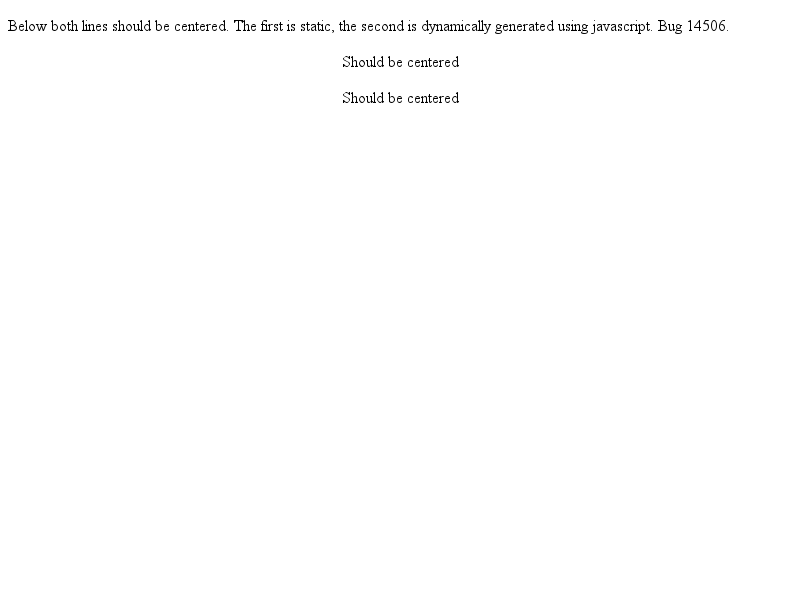 Below both lines should be centered. The first is static, the second is dynamically generated using javascript. Bug 14506.
Should be centered
Should be centered